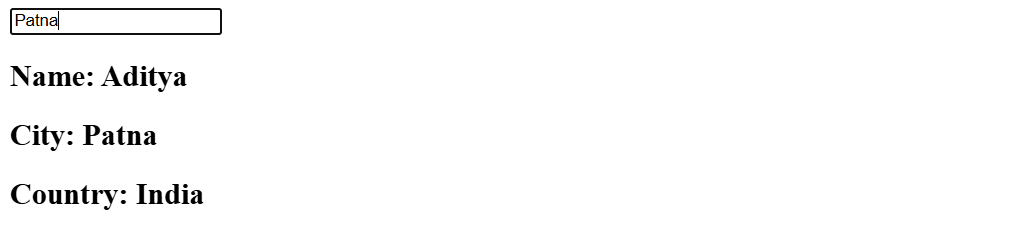 Patna
Name: Aditya
City: Patna
Country: India